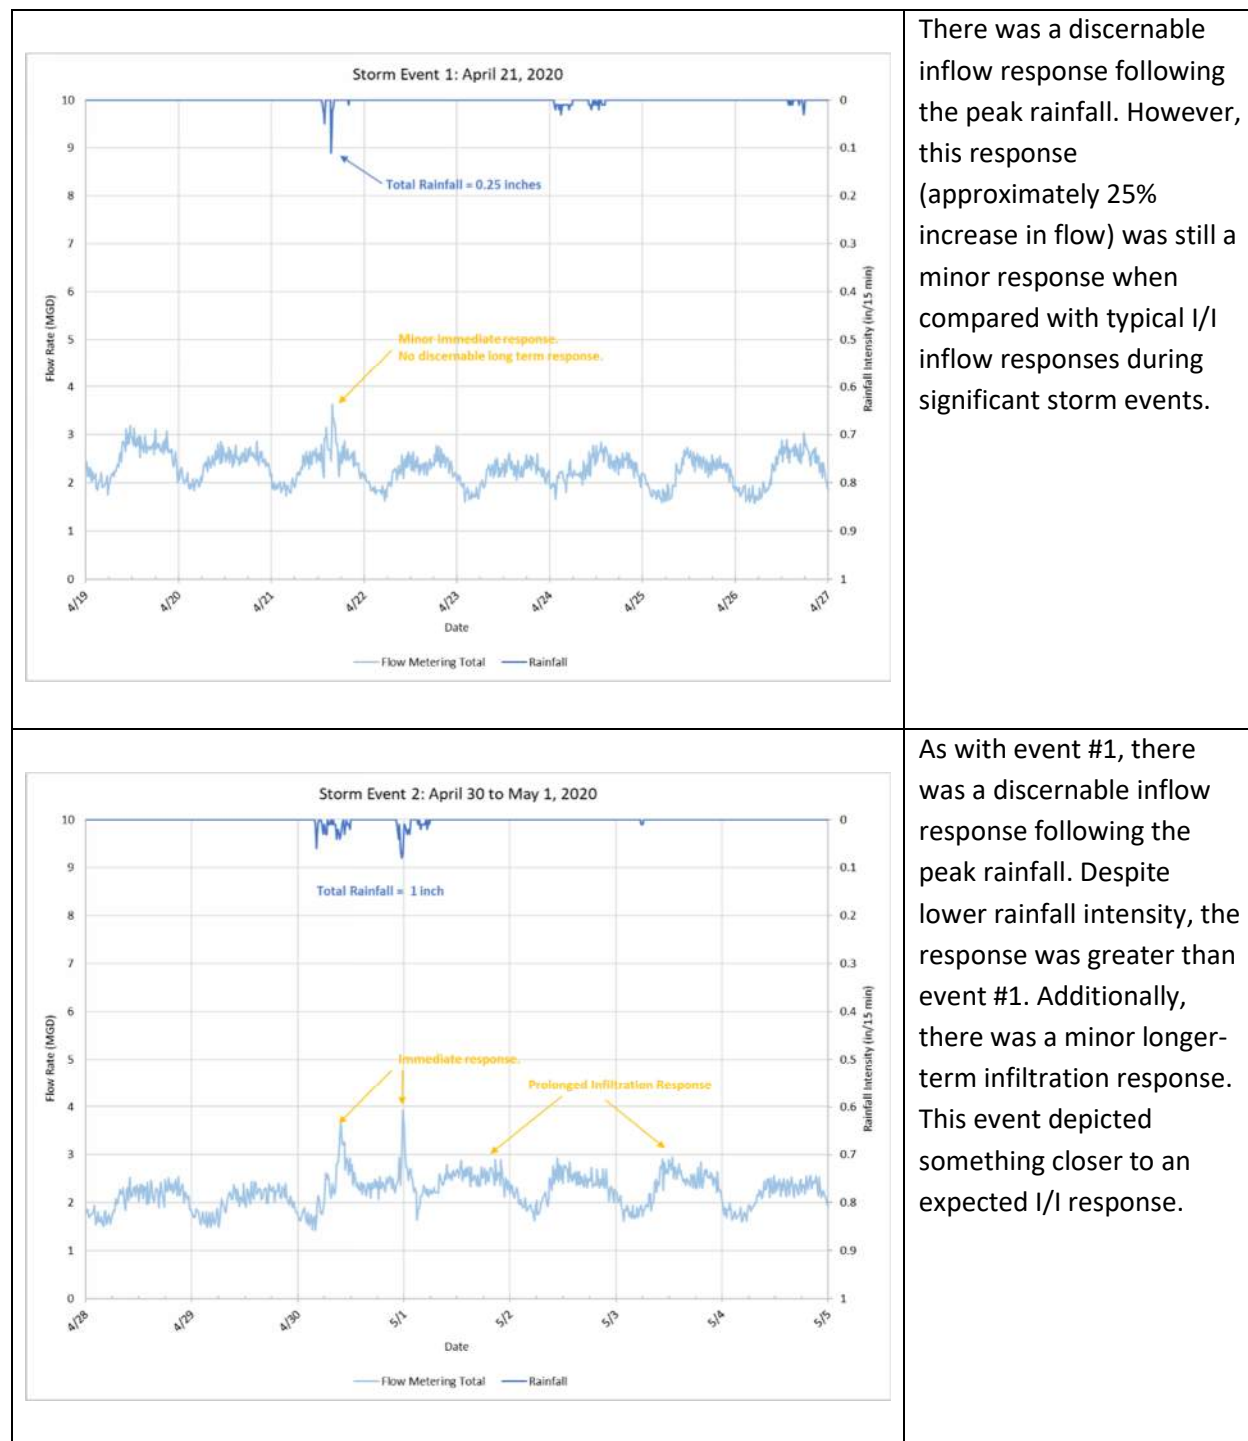 Storm Event 1: April 21, 2020
10
9
8
7
6
5
4
3
2
1
0
Flow Rate (MGD)
0
0.1
0.2
0.3
0.4
0.5
0.6
0.7
0.8
0.9
1
Rainfall Intensity (in/15 min)
Total Rainfall = 0.25 inches
Minor immediate response.
No discernable long term response.
4/19
4/20
4/21
4/22
4/23
4/24
4/25
4/26
4/27
Date
Flow Metering Total
Rainfall
There was a discernable
inflow response following
the peak rainfall. However,
this response
(approximately 25%
increase in flow) was still a
minor response when
compared with typical I/I
inflow responses during
significant storm events.
Storm Event 2: April 30 to May 1, 2020
10
9
8
7
6
5
4
3
2
1
0
Flow Rate (MGD)
0
0.1
0.2
0.3
0.4
0.5
0.6
0.7
0.8
0.9
1
Rainfall Intensity (in/15 min)
Total Rainfall = 1 inch
Immediate response.
Prolonged Infiltration Response
4/28
4/29
4/30
5/1
5/2
5/3
5/4
5/5
Date
Flow Metering Total
Rainfall
As with event #1, there
was a discernable inflow
response following the
peak rainfall. Despite
lower rainfall intensity, the
response was greater than
event #1. Additionally,
there was a minor longer-
term infiltration response.
This event depicted
something closer to an
expected I/I response.